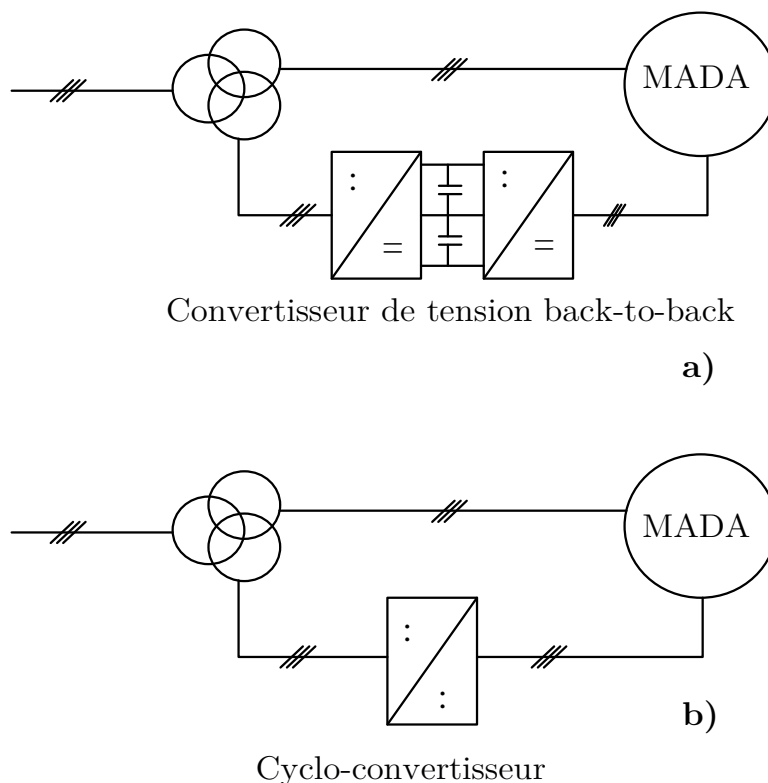 MADA
Convertisseur de tension back-to-back
a)
MADA
b)
Cyclo-convertisseur